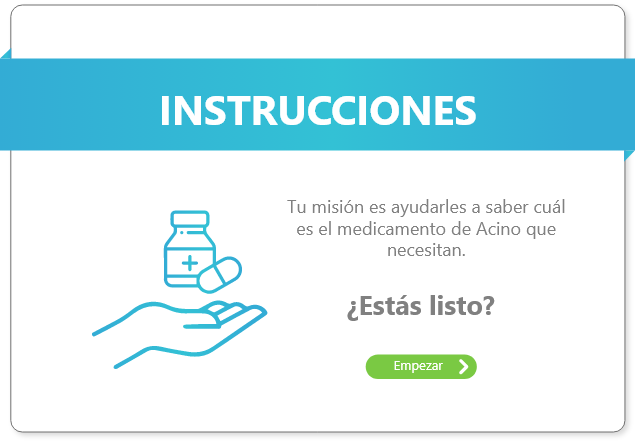 INSTRUCCIONES
Tu misión es ayudarles a saber cuál
es el medicamento de Acino que
necesitan.
¿Estás listo?
Empezar